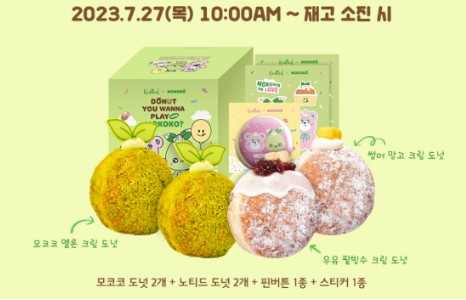 2023.7.27(목) 10:00AM ~ 재고 소진 시
Knotted × MOKOKO
DONUT
YOU WANNA
PLAY
MOKOKO?
MOKOKO
IN LOVE
썸머 망고 크림 도넛
모코코 멜론 크림 도넛
우유 팥빙수 크림 도넛
모코코 도넛 2개 + 노티드 도넛 2개 + 핀버튼 1종 + 스티커 1종